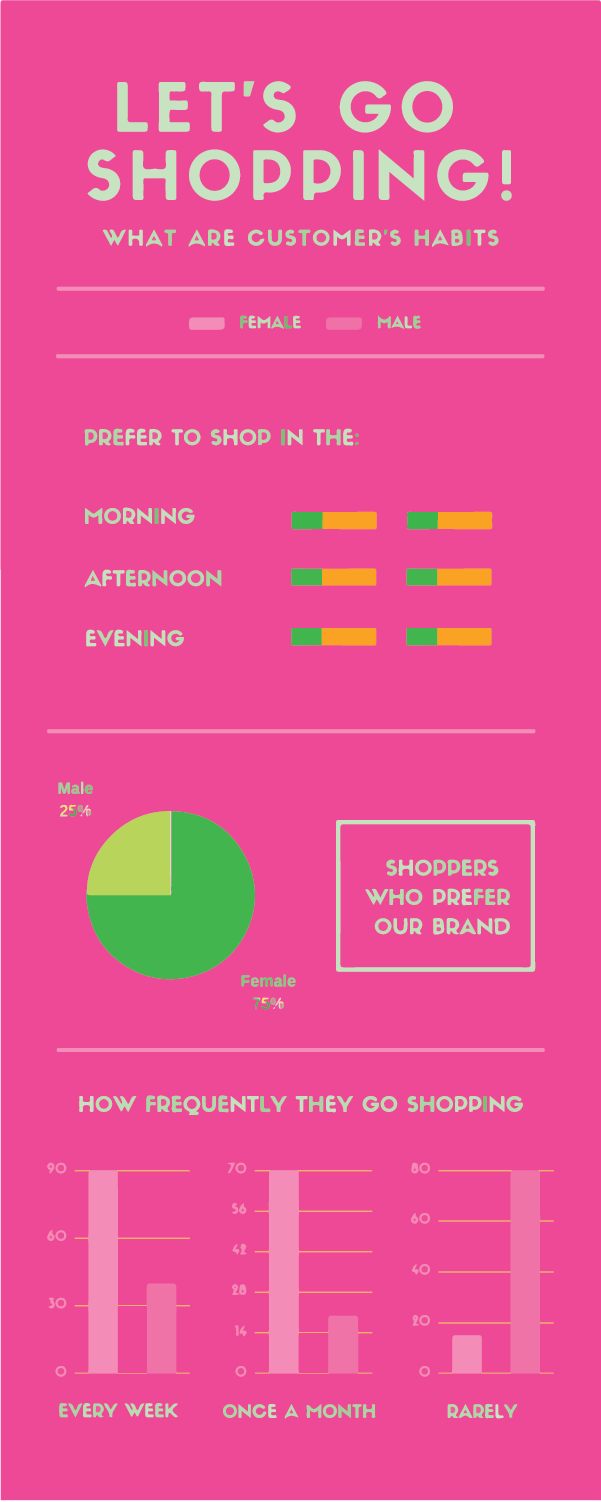 LET'S GO
SHOPPING!
WHAT ARE CUSTOMER'S HABITS
FEMALE MALE
PREFER TO SHOP IN THE:
MORNING
AFTERNOON
EVENING
Male
25%
SHOPPERS
WHO PREFER
OUR BRAND
Female
75%
HOW FREQUENTLY THEY GO SHOPPING
90
60
30
0
EVERY WEEK
70
56
42
28
14
0
ONCE A MONTH
80
60
40
20
0
RARELY